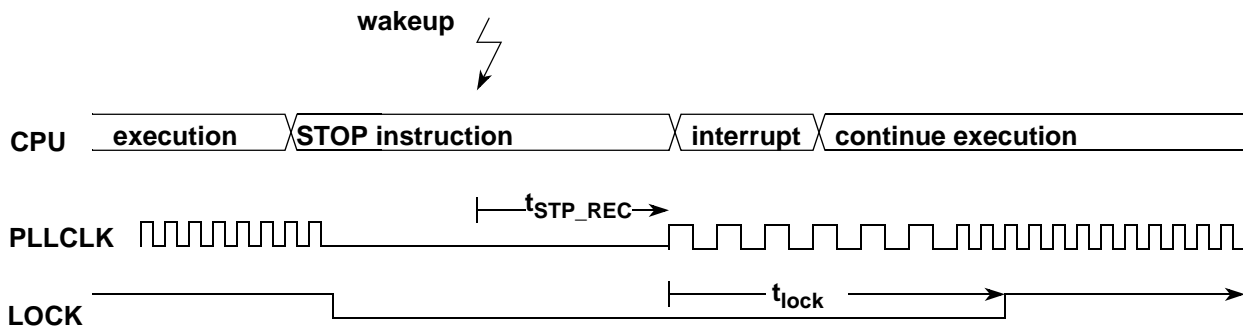 wakeup
CPU execution STOP instruction interrupt continue execution
tSTP_REC
PLLCLK
tlock
LOCK